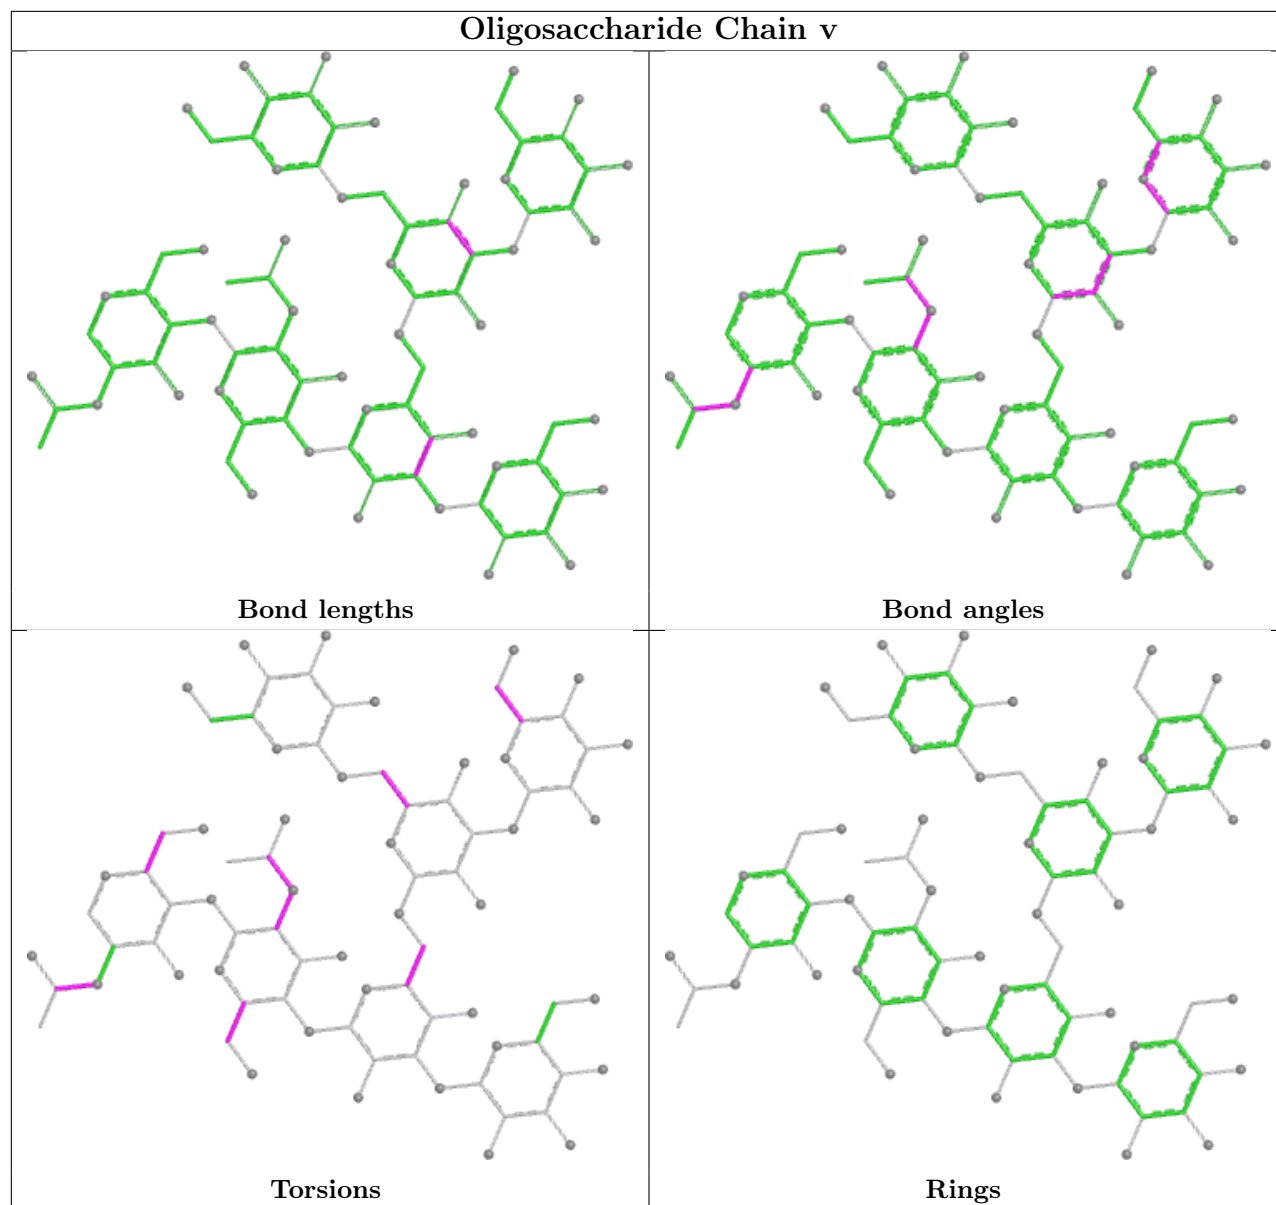 Oligosaccharide Chain v
Bond lengths
Bond angles
Torsions
Rings